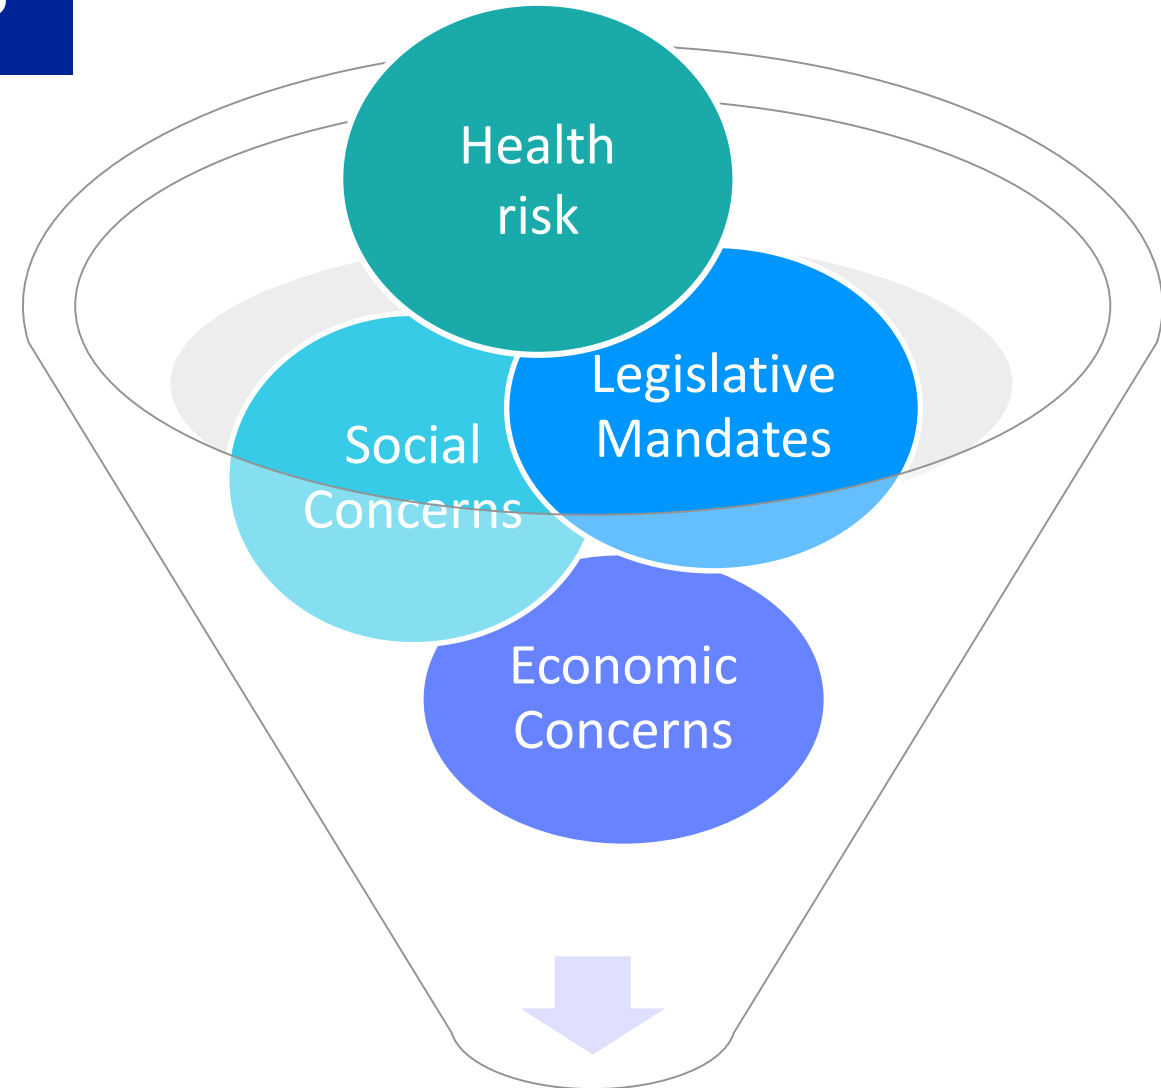 Health
risk
Legislative
Mandates
Social
Concerns
Economic
Concerns